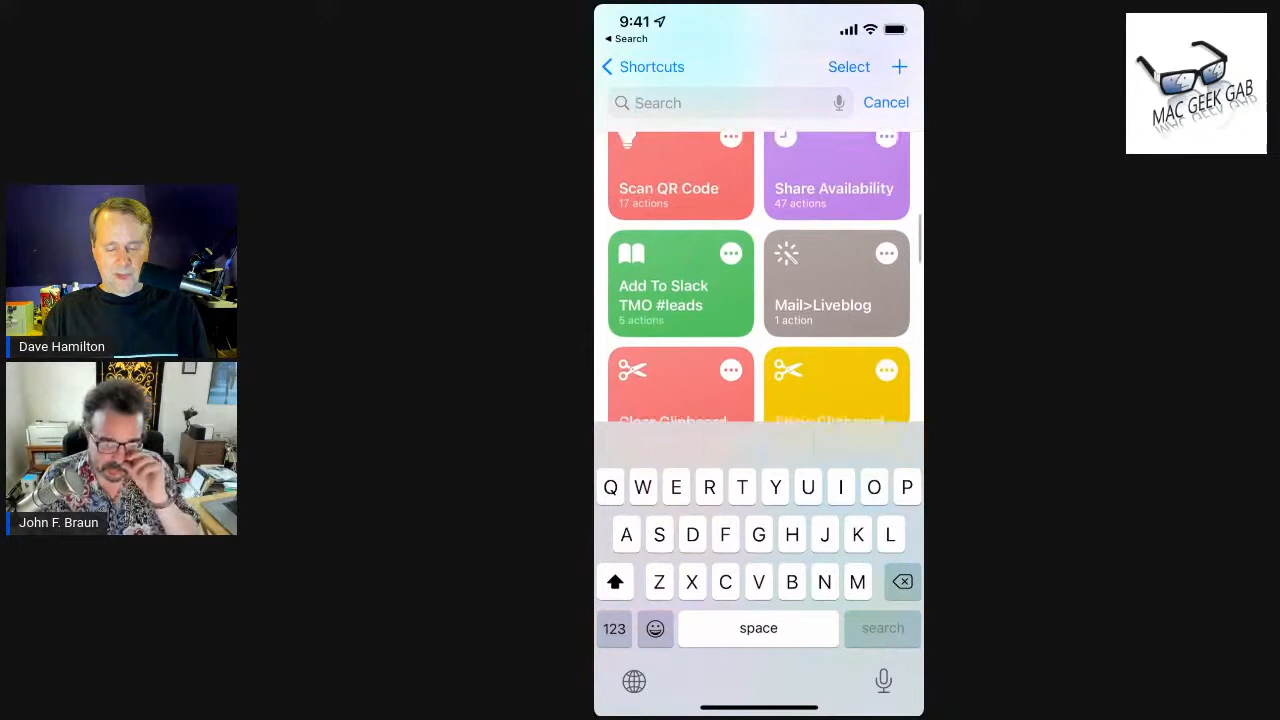 9:41
Search
Shortcuts
Select
Search
Cancel
Scan QR Code
17 actions
Share Availability
47 actions
Add To Slack
TMO #leads
5 actions
Mail>Liveblog
1 action
Q W E R T Y U I O P
A S D F G H J K L
Z X C V B N M
123
space
search
Dave Hamilton
John F. Braun
MAC GEEK GAB